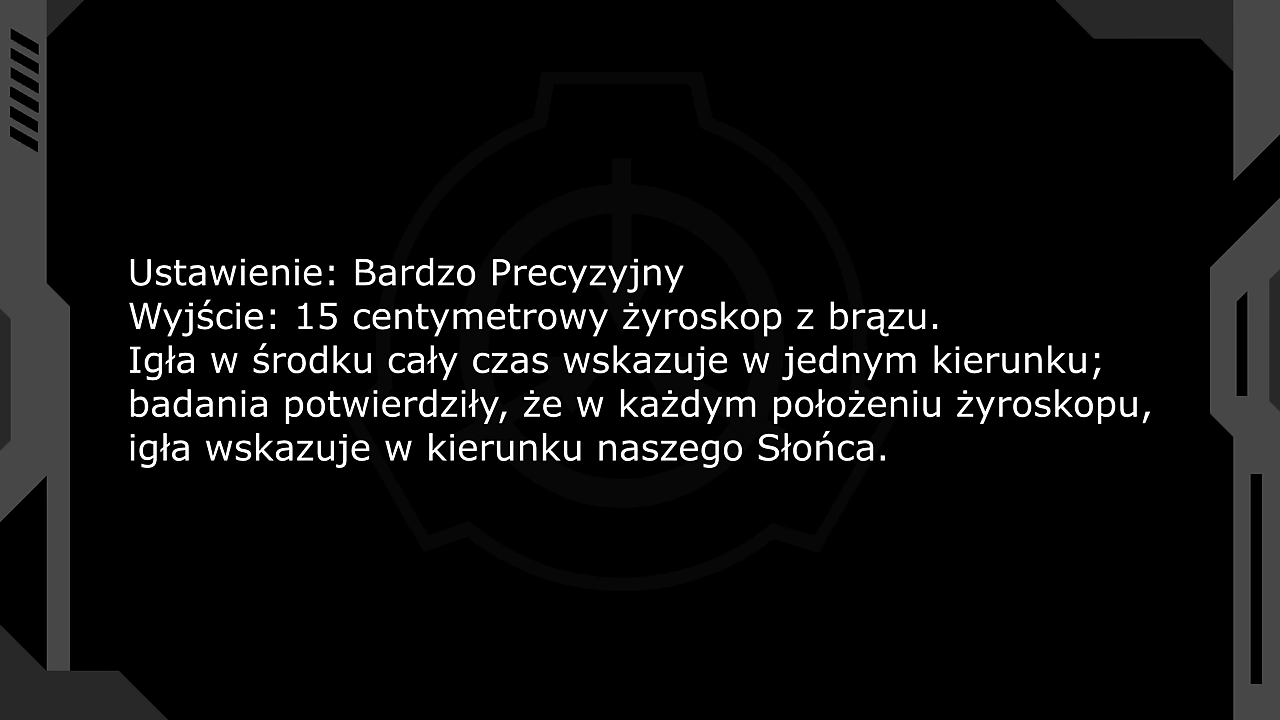 Ustawienie: Bardzo Precyzyjny
Wyjście: 15 centymetrowy żyroskop z brązu.
Igła w środku cały czas wskazuje w jednym kierunku;
badania potwierdziły, że w każdym położeniu żyroskopu,
igła wskazuje w kierunku naszego Słońca.